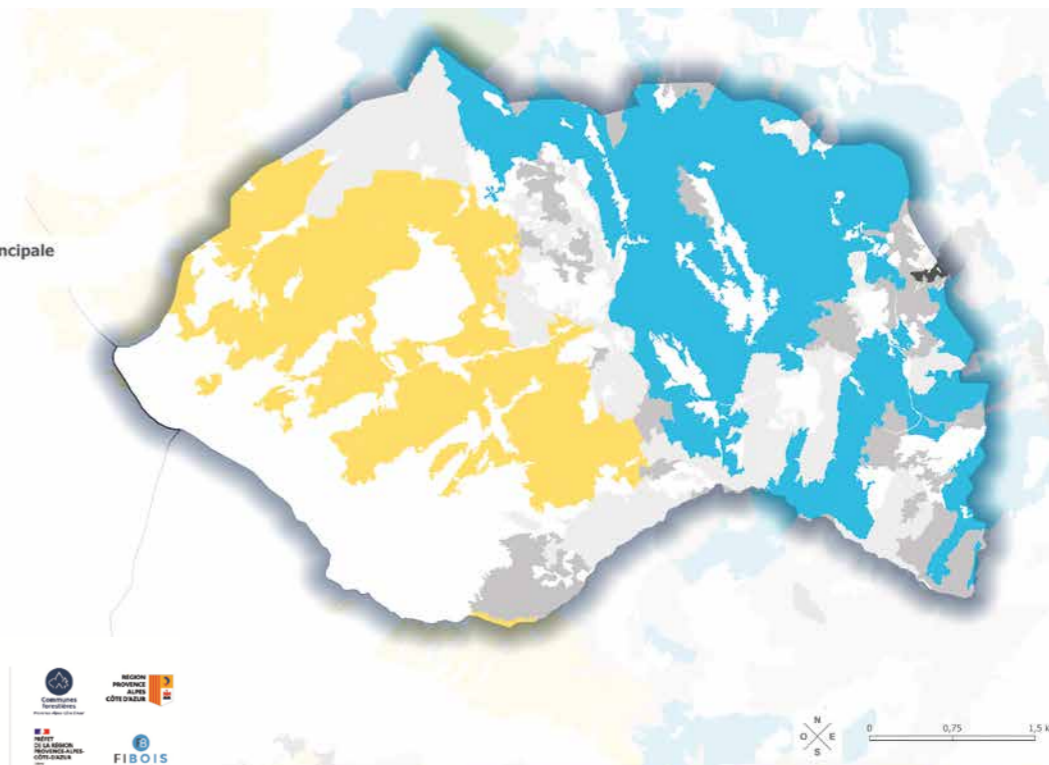 ncipale
Communes
forestières
RÉGION
PROVENCE
ALPES
CÔTE D'AZUR
PRÉFET
DE LA RÉGION
PROVENCE-ALPES-
CÔTE-D'AZUR
FIBOIS
N
O E
S
0 0,75 1,5 k